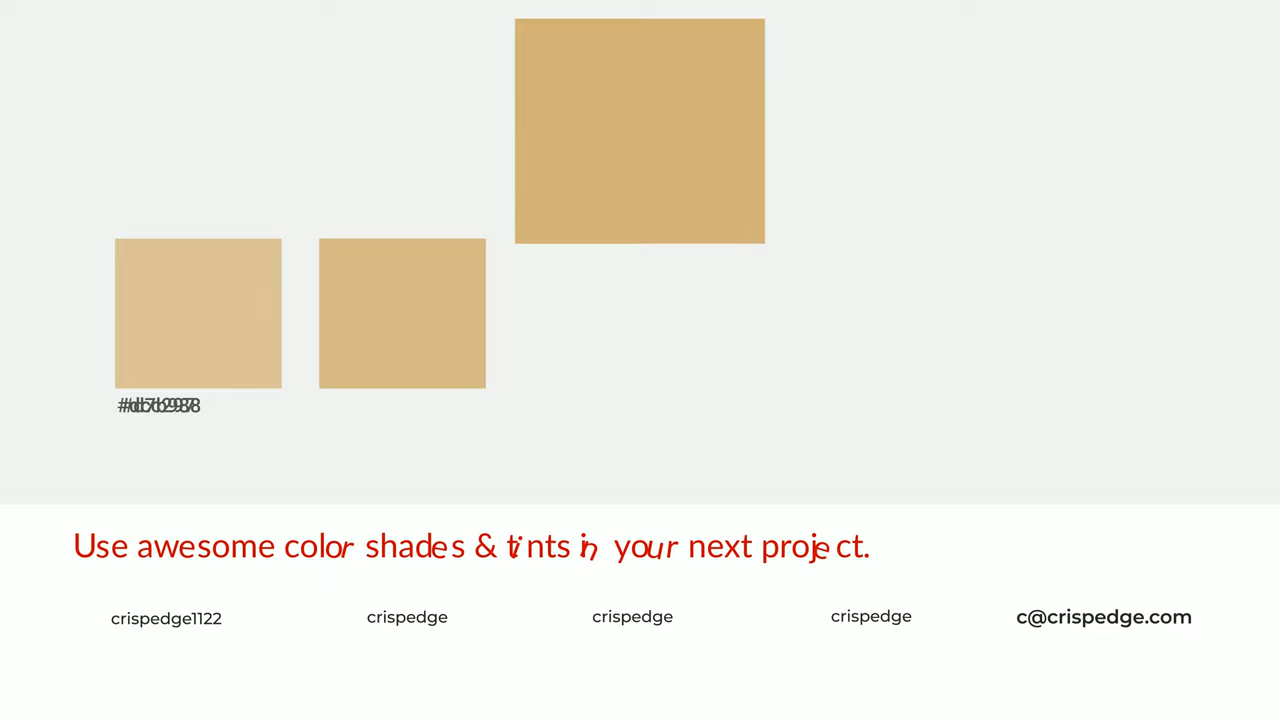 Use awesome color shades & tints in your next project.
crispedge1122 crispedge crispedge crispedge c@crispedge.com